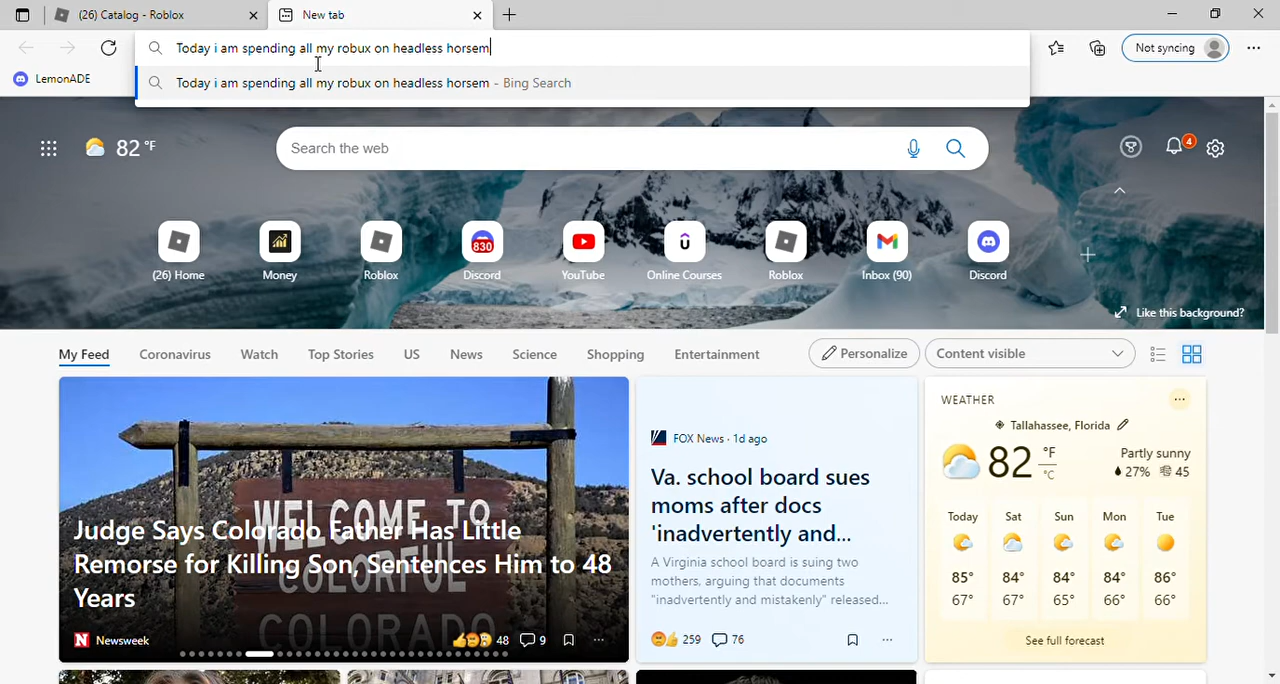 (26) Catalog - Roblox
New tab
Today i am spending all my robux on headless horsem
Not syncing
LemonADE
Today i am spending all my robux on headless horsem - Bing Search
82 °F
Search the web
4
830
(26) Home
Money
Roblox
Discord
YouTube
Online Courses
Roblox
Inbox (90)
Discord
Like this background?
My Feed
Coronavirus
Watch
Top Stories
US
News
Science
Shopping
Entertainment
Personalize
Content visible
WELCOME TO
COLORFUL
COLORADO
Judge Says Colorado Father Has Little
Remorse for Killing Son, Sentences Him to 48
Years
Newsweek
48
9
FOX News · 1d ago
Va. school board sues
moms after docs
'inadvertently and...
A Virginia school board is suing two
mothers, arguing that documents
"inadvertently and mistakenly" released...
259
76
WEATHER
Tallahassee, Florida
82 °F
°C
Partly sunny
27% 45
Today Sat Sun Mon Tue
85° 84° 84° 84° 86°
67° 67° 65° 66° 66°
See full forecast